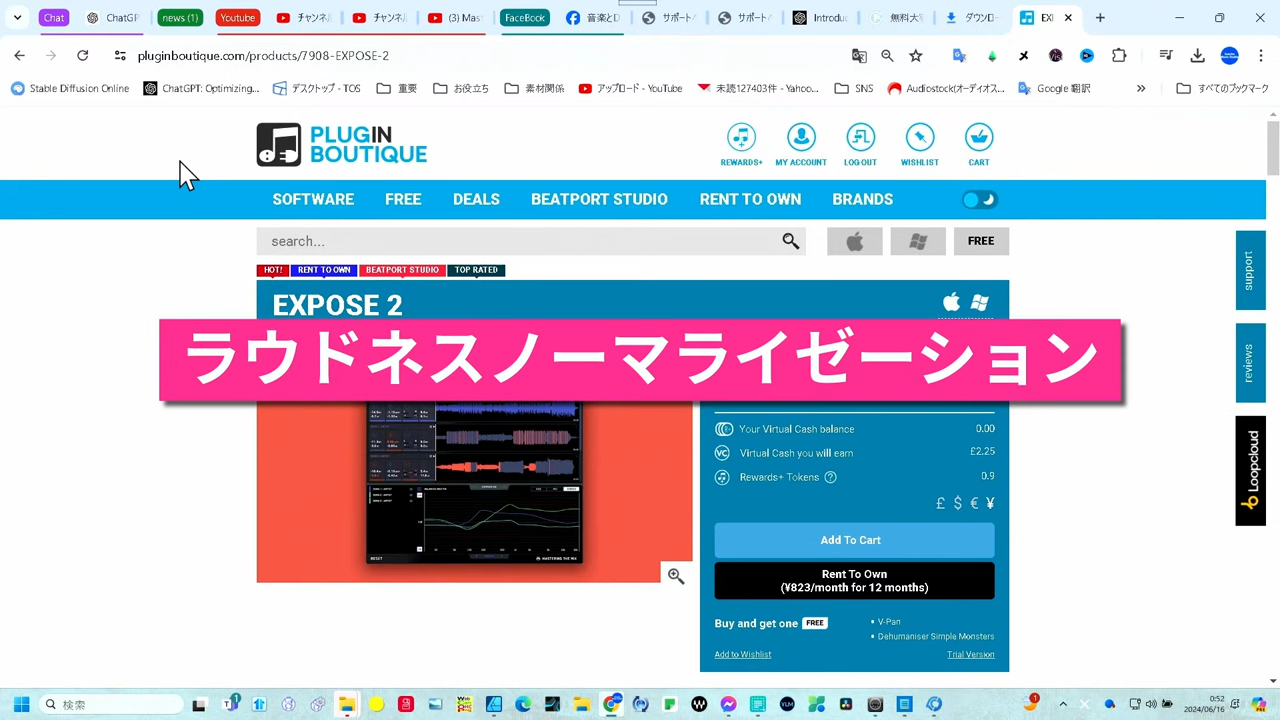 Chat
ChatGP
news (1)
Youtube
チャンネ
チャンネル
(3) Mast
FaceBook
音楽とD
サポート/
サポート/
Introdu
無料人
ダウンロー
EX
pluginboutique.com/products/7908-EXPOSE-2
Stable Diffusion Online
ChatGPT: Optimizing...
デスクトップ - TOS
重要
お役立ち
素材関係
アップロード - YouTube
未読127403件 - Yahoo...
SNS
Audiostock(オーディオス...
Google 翻訳
»
すべてのブックマーク
PLUGIN
BOUTIQUE
REWARDS+
MY ACCOUNT
LOG OUT
WISHLIST
CART
SOFTWARE
FREE
DEALS
BEATPORT STUDIO
RENT TO OWN
BRANDS
search...
FREE
HOT!
RENT TO OWN
BEATPORT STUDIO
TOP RATED
EXPOSE 2
ラウドネスノーマライゼーション
Your Virtual Cash balance
0.00
Virtual Cash you will earn
£2.25
Rewards+ Tokens
0.9
£ $ € ¥
Add To Cart
Rent To Own
(¥823/month for 12 months)
Buy and get one FREE
• V-Pan
• Dehumaniser Simple Monsters
Add to Wishlist
Trial Version
RESET
MASTERING THE MIX
support
reviews
Loopcloud
検索
0:52
2024/06/16